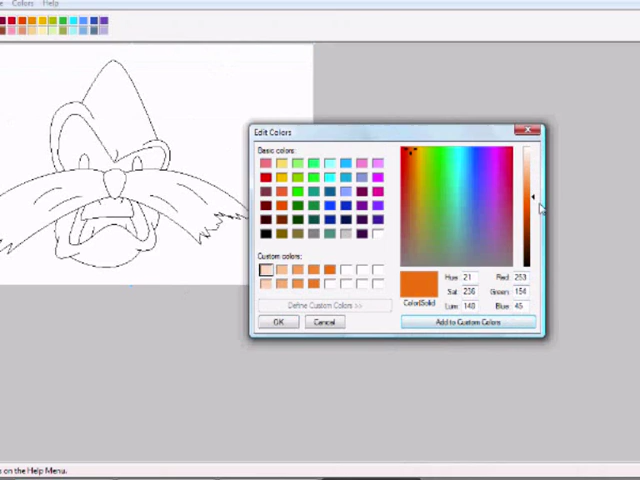 Colors Help
Edit Colors
Basic colors:
Custom colors:
Define Custom Colors >>
OK Cancel
Color|Solid
Hue: 21 Red: 253
Sat: 236 Green: 154
Lum: 148 Blue: 45
Add to Custom Colors
on the Help Menu.